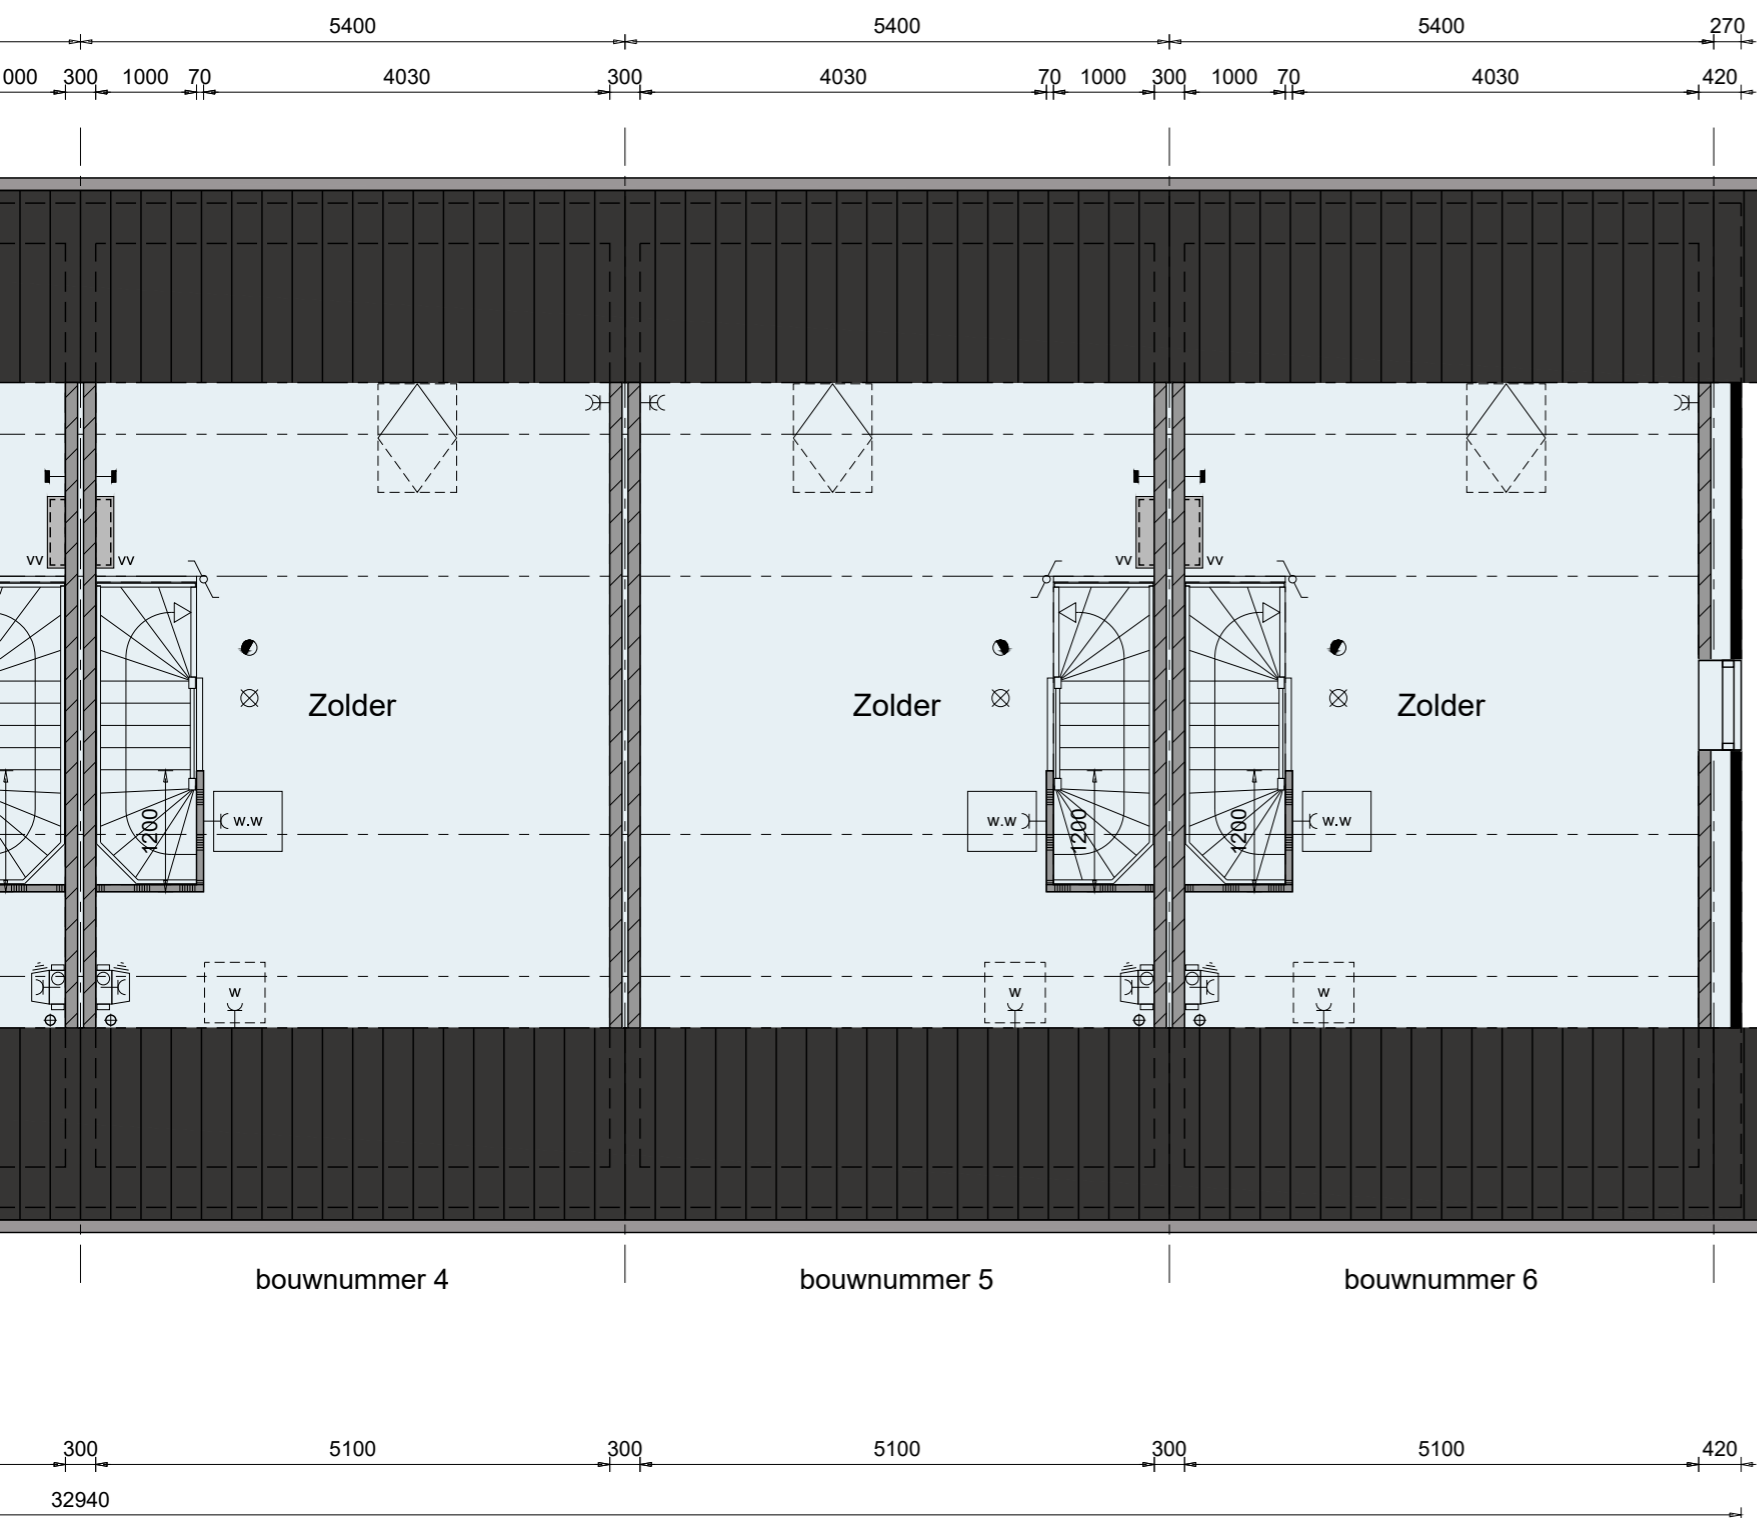 5400 5400 5400 270
000 300 1000 70 4030 300 4030 70 1000 300 1000 70 4030 420
vv vv vv vv
Zolder Zolder Zolder
1200 w.w w.w 1200 1200 w.w
w w w
bouwnummer 4 bouwnummer 5 bouwnummer 6
300 5100 300 5100 300 5100 420
32940